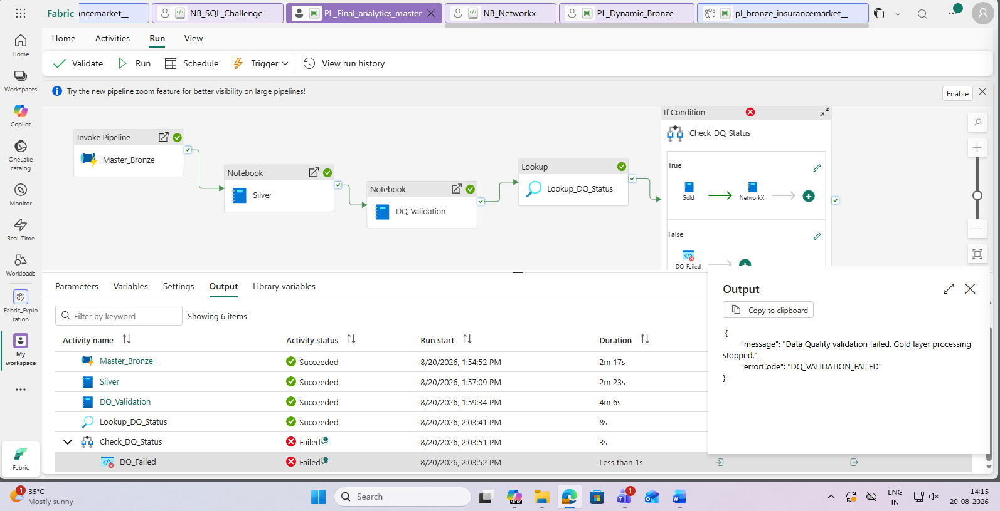 Fabric
ancemarket__
NB_SQL_Challenge
PL_Final_analytics_master
NB_Networkx
PL_Dynamic_Bronze
pl_bronze_insurancemarket__
Home
Activities
Run
View
Validate
Run
Schedule
Trigger
View run history
Try the new pipeline zoom feature for better visibility on large pipelines!
Enable
Home
Workspaces
Copilot
OneLake
catalog
Monitor
Real-Time
Workloads
Fabric_Explo
ration
My
workspace
Fabric
Invoke Pipeline
Master_Bronze
Notebook
Silver
Notebook
DQ_Validation
Lookup
Lookup_DQ_Status
If Condition
Check_DQ_Status
True
Gold
NetworkX
False
DQ_Failed
Parameters
Variables
Settings
Output
Library variables
Filter by keyword
Showing 6 items
Activity name
Activity status
Run start
Duration
Master_Bronze Succeeded 8/20/2026, 1:54:52 PM 2m 17s
Silver Succeeded 8/20/2026, 1:57:09 PM 2m 23s
DQ_Validation Succeeded 8/20/2026, 1:59:34 PM 4m 6s
Lookup_DQ_Status Succeeded 8/20/2026, 2:03:41 PM 8s
Check_DQ_Status Failed 8/20/2026, 2:03:51 PM 3s
DQ_Failed Failed 8/20/2026, 2:03:52 PM Less than 1s
Output
Copy to clipboard
{
"message": "Data Quality validation failed. Gold layer processing
stopped.",
"errorCode": "DQ_VALIDATION_FAILED"
}
1
35°C
Mostly sunny
Search
M365
1
ENG
IN
14:15
20-08-2026